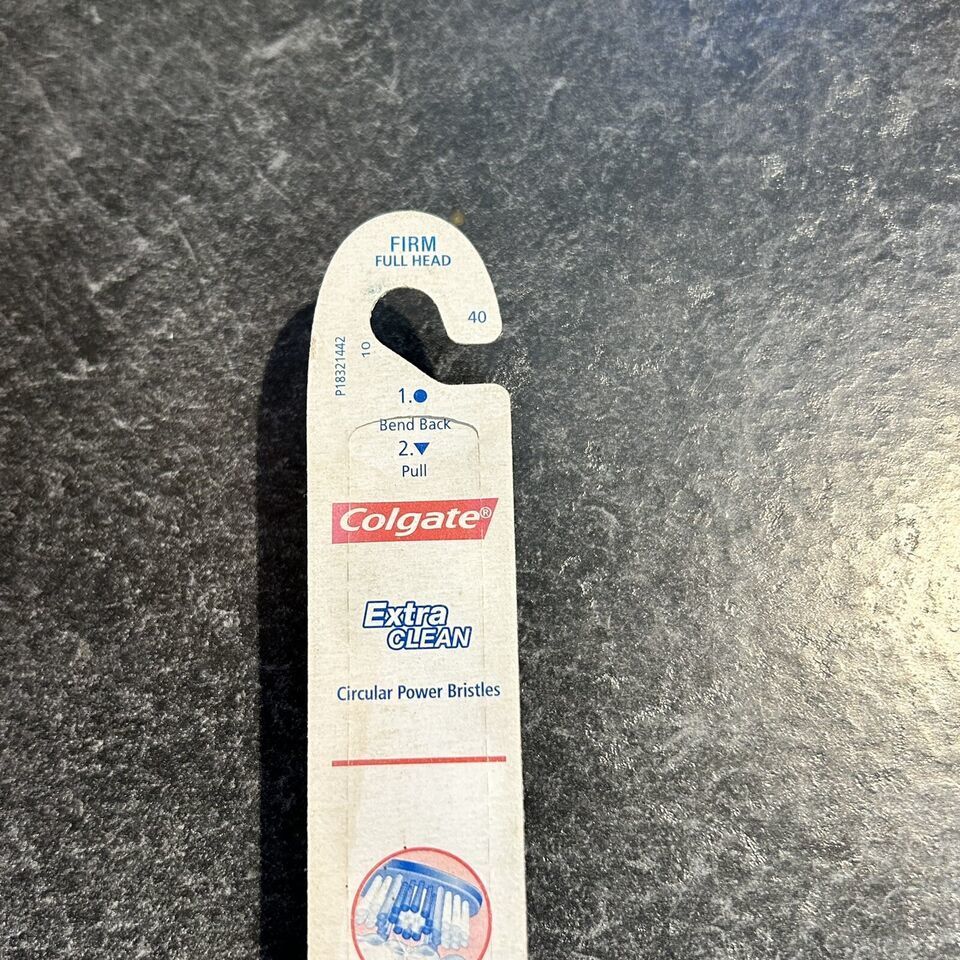 FIRM
FULL HEAD
40
10
P18321442
1.●
Bend Back
2.▼
Pull
Colgate®
Extra
CLEAN
Circular Power Bristles